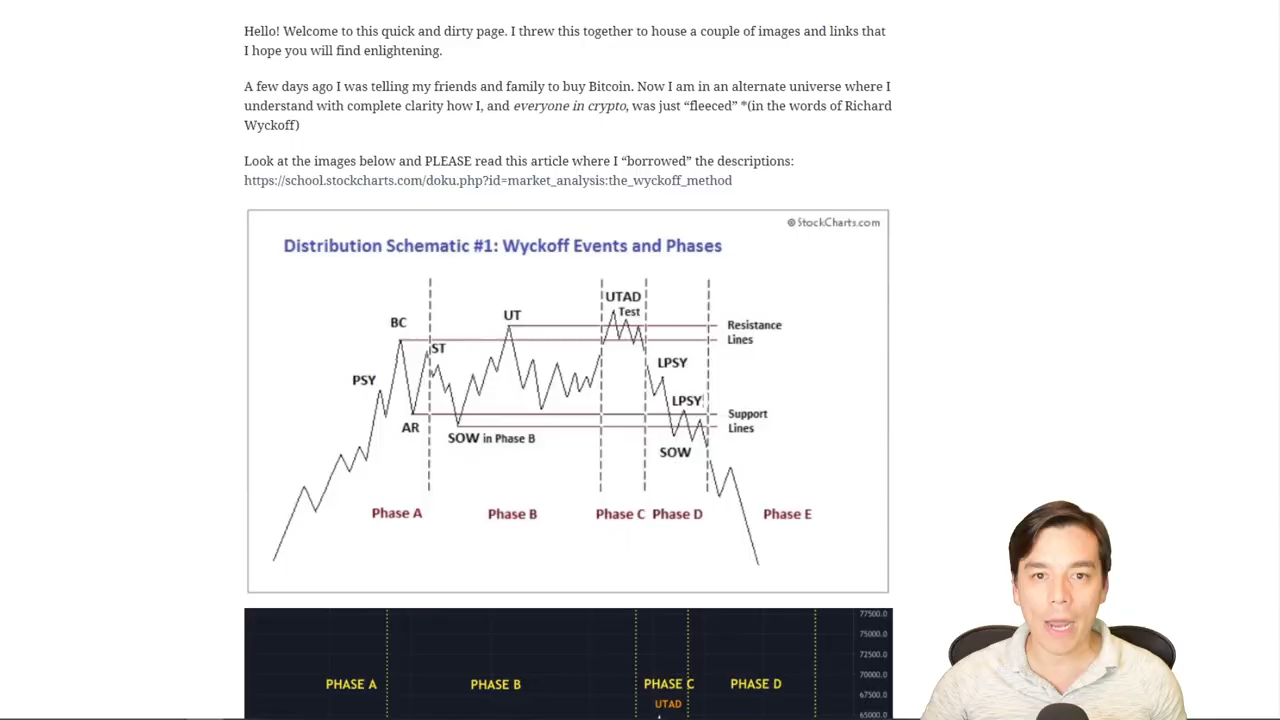 Hello! Welcome to this quick and dirty page. I threw this together to house a couple of images and links that
I hope you will find enlightening.
A few days ago I was telling my friends and family to buy Bitcoin. Now I am in an alternate universe where I
understand with complete clarity how I, and everyone in crypto, was just “fleeced” *(in the words of Richard
Wyckoff)
Look at the images below and PLEASE read this article where I “borrowed” the descriptions:
https://school.stockcharts.com/doku.php?id=market_analysis:the_wyckoff_method
©StockCharts.com
Distribution Schematic #1: Wyckoff Events and Phases
UTAD
Test
UT
BC
Resistance
Lines
ST
LPSY
PSY
LPSY
Support
Lines
AR
SOW in Phase B
SOW
Phase A
Phase B
Phase C
Phase D
Phase E
77500.0
75000.0
72500.0
70000.0
PHASE A
PHASE B
PHASE C
PHASE D
67500.0
UTAD
65000.0